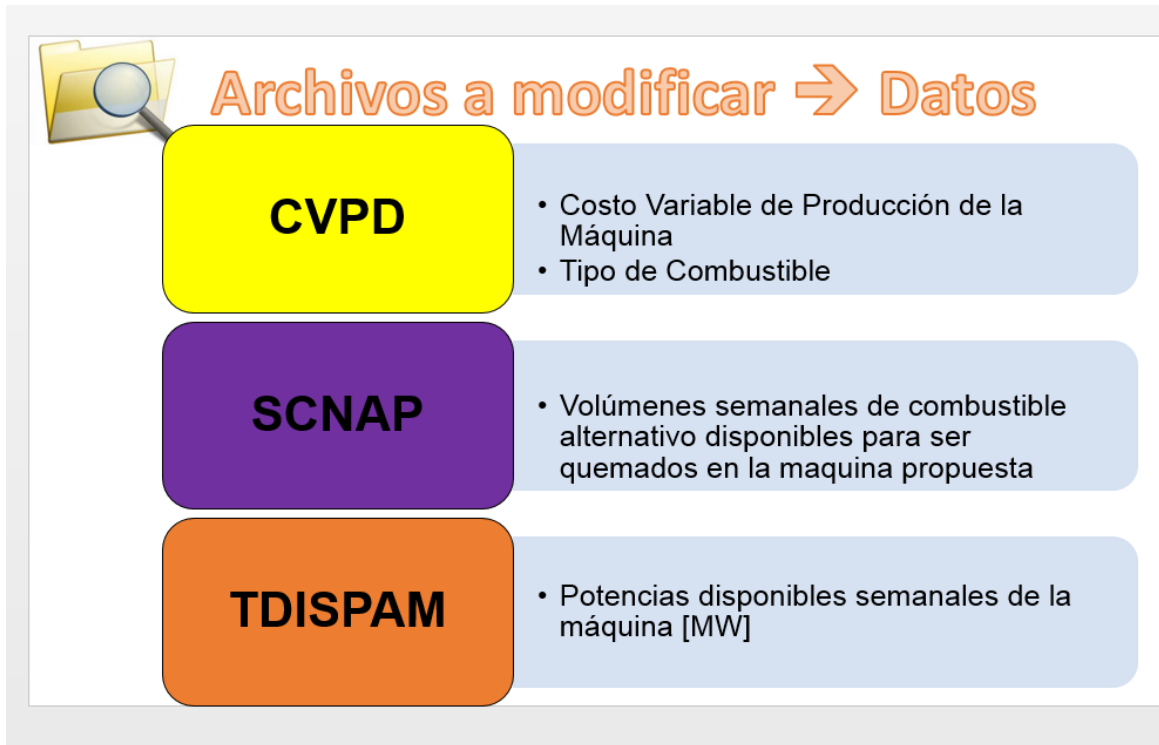 Archivos a modificar → Datos
CVPD
• Costo Variable de Producción de la
Máquina
• Tipo de Combustible
SCNAP
• Volúmenes semanales de combustible
alternativo disponibles para ser
quemados en la maquina propuesta
TDISPAM
• Potencias disponibles semanales de la
máquina [MW]